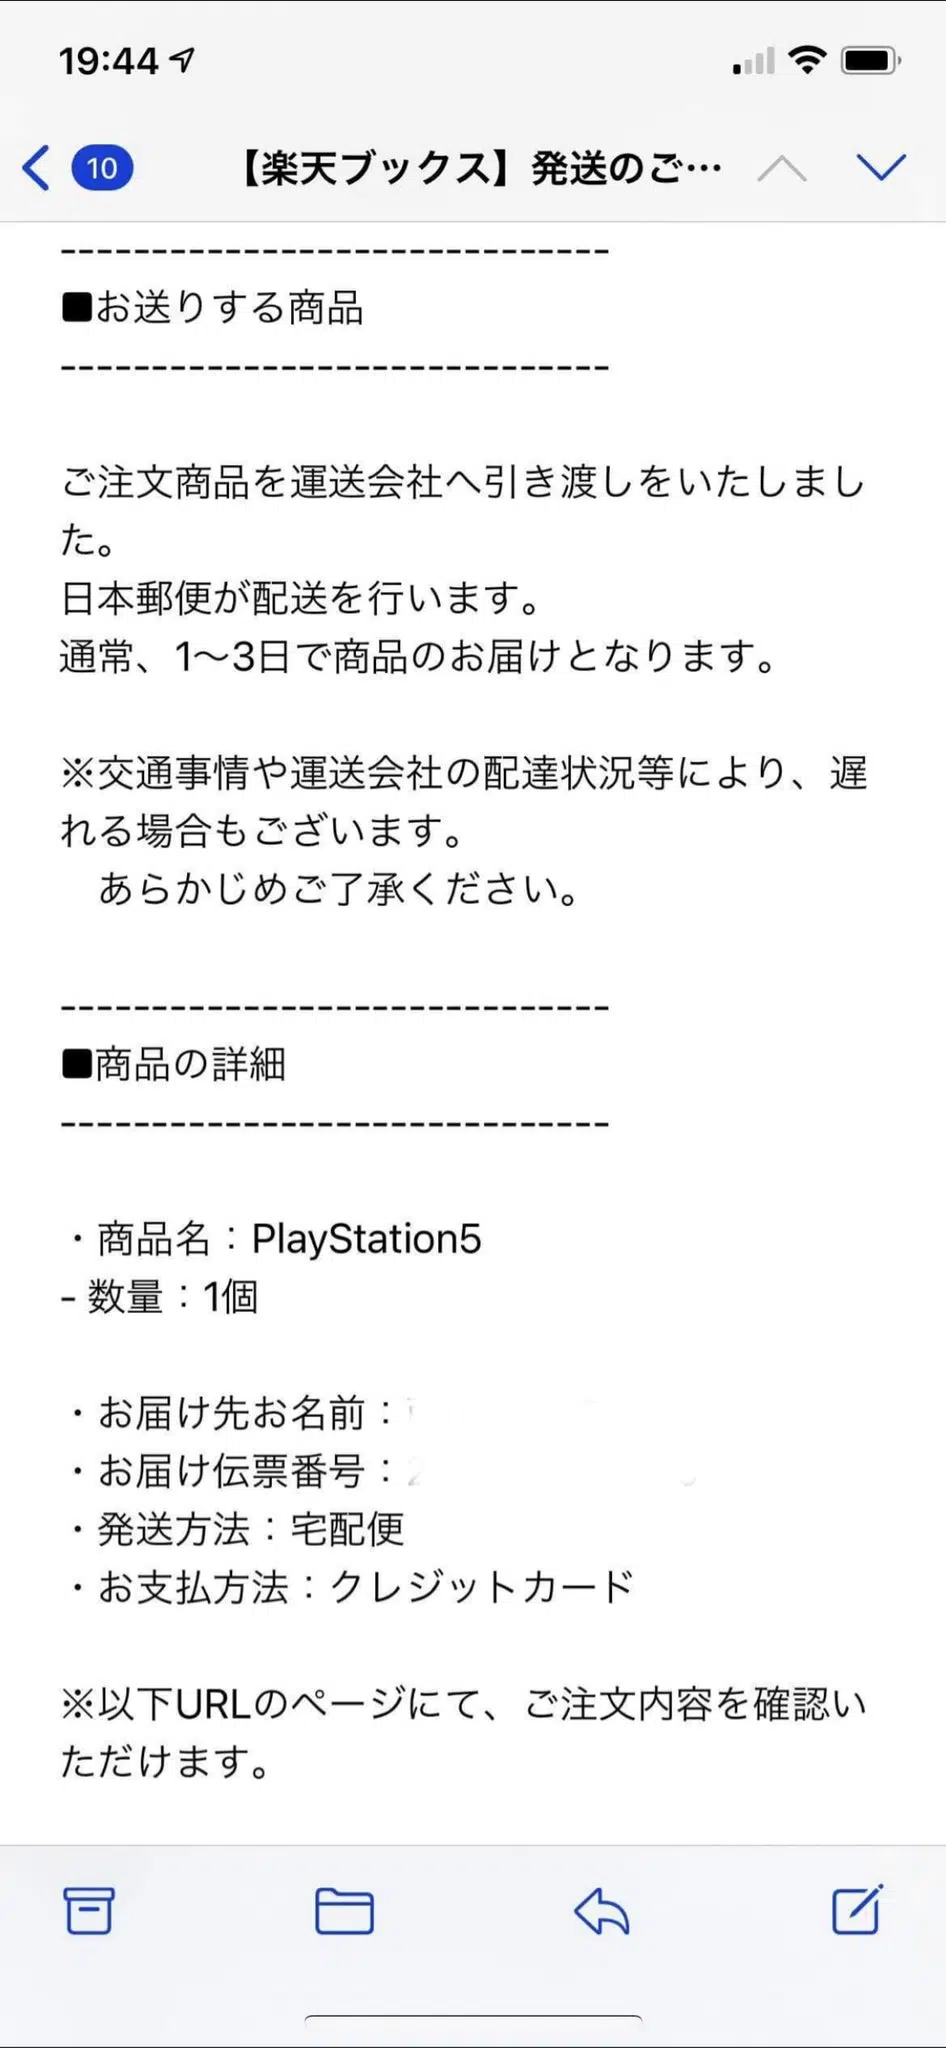 19:44
10
【楽天ブックス】発送のご…
------------------------------
■お送りする商品
------------------------------
ご注文商品を運送会社へ引き渡しをいたしまし
た。
日本郵便が配送を行います。
通常、1〜3日で商品のお届けとなります。
※交通事情や運送会社の配達状況等により、遅
れる場合もございます。
　あらかじめご了承ください。
------------------------------
■商品の詳細
------------------------------
・商品名：PlayStation5
- 数量：1個
・お届け先お名前：
・お届け伝票番号：
・発送方法：宅配便
・お支払方法：クレジットカード
※以下URLのページにて、ご注文内容を確認い
ただけます。